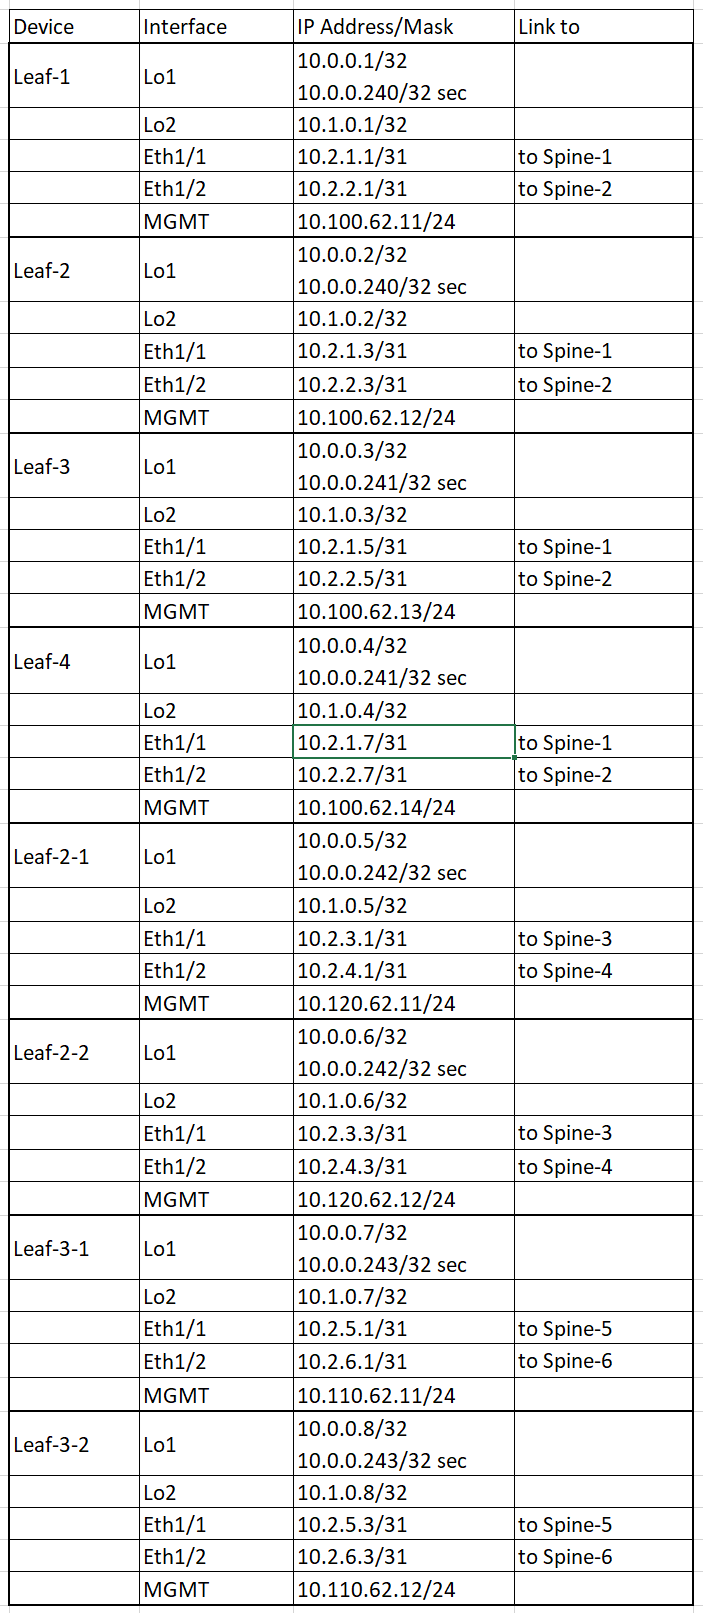 Device Interface IP Address/Mask Link to
Leaf-1 Lo1 10.0.0.1/32
10.0.0.240/32 sec
Lo2 10.1.0.1/32
Eth1/1 10.2.1.1/31 to Spine-1
Eth1/2 10.2.2.1/31 to Spine-2
MGMT 10.100.62.11/24
Leaf-2 Lo1 10.0.0.2/32
10.0.0.240/32 sec
Lo2 10.1.0.2/32
Eth1/1 10.2.1.3/31 to Spine-1
Eth1/2 10.2.2.3/31 to Spine-2
MGMT 10.100.62.12/24
Leaf-3 Lo1 10.0.0.3/32
10.0.0.241/32 sec
Lo2 10.1.0.3/32
Eth1/1 10.2.1.5/31 to Spine-1
Eth1/2 10.2.2.5/31 to Spine-2
MGMT 10.100.62.13/24
Leaf-4 Lo1 10.0.0.4/32
10.0.0.241/32 sec
Lo2 10.1.0.4/32
Eth1/1 10.2.1.7/31 to Spine-1
Eth1/2 10.2.2.7/31 to Spine-2
MGMT 10.100.62.14/24
Leaf-2-1 Lo1 10.0.0.5/32
10.0.0.242/32 sec
Lo2 10.1.0.5/32
Eth1/1 10.2.3.1/31 to Spine-3
Eth1/2 10.2.4.1/31 to Spine-4
MGMT 10.120.62.11/24
Leaf-2-2 Lo1 10.0.0.6/32
10.0.0.242/32 sec
Lo2 10.1.0.6/32
Eth1/1 10.2.3.3/31 to Spine-3
Eth1/2 10.2.4.3/31 to Spine-4
MGMT 10.120.62.12/24
Leaf-3-1 Lo1 10.0.0.7/32
10.0.0.243/32 sec
Lo2 10.1.0.7/32
Eth1/1 10.2.5.1/31 to Spine-5
Eth1/2 10.2.6.1/31 to Spine-6
MGMT 10.110.62.11/24
Leaf-3-2 Lo1 10.0.0.8/32
10.0.0.243/32 sec
Lo2 10.1.0.8/32
Eth1/1 10.2.5.3/31 to Spine-5
Eth1/2 10.2.6.3/31 to Spine-6
MGMT 10.110.62.12/24